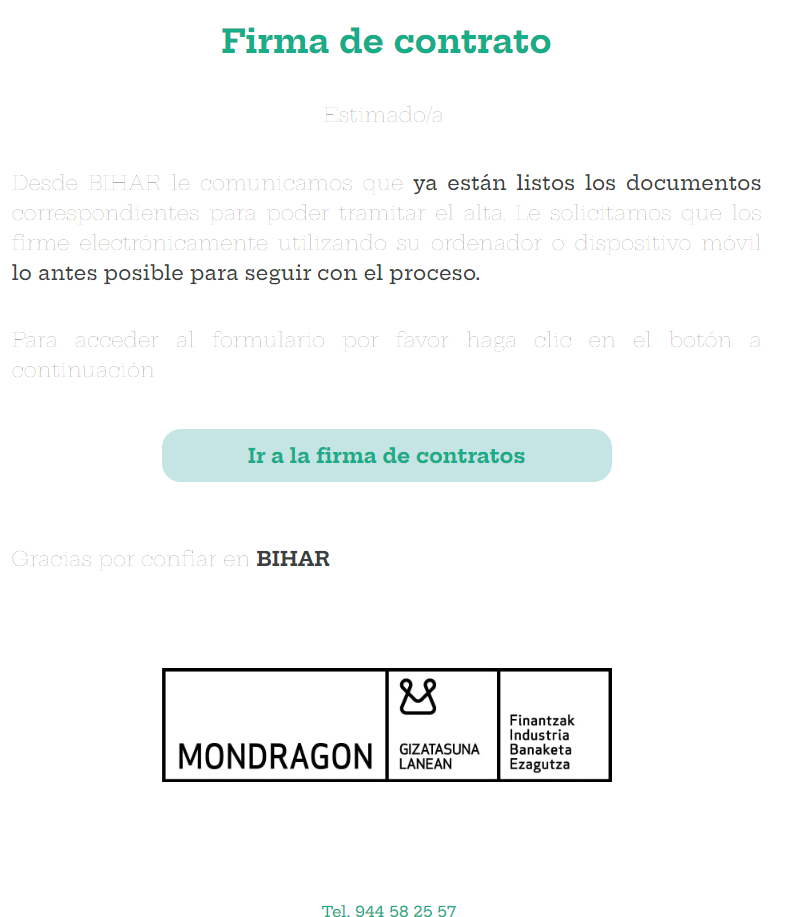 Firma de contrato
Estimado/a
Desde BIHAR le comunicamos que ya están listos los documentos
correspondientes para poder tramitar el alta. Le solicitamos que los
firme electrónicamente utilizando su ordenador o dispositivo móvil
lo antes posible para seguir con el proceso.
Para acceder al formulario por favor haga clic en el botón a
continuación
Ir a la firma de contratos
Gracias por confiar en BIHAR
MONDRAGON
GIZATASUNA
LANEAN
Finantzak
Industria
Banaketa
Ezagutza
Tel. 944 58 25 57